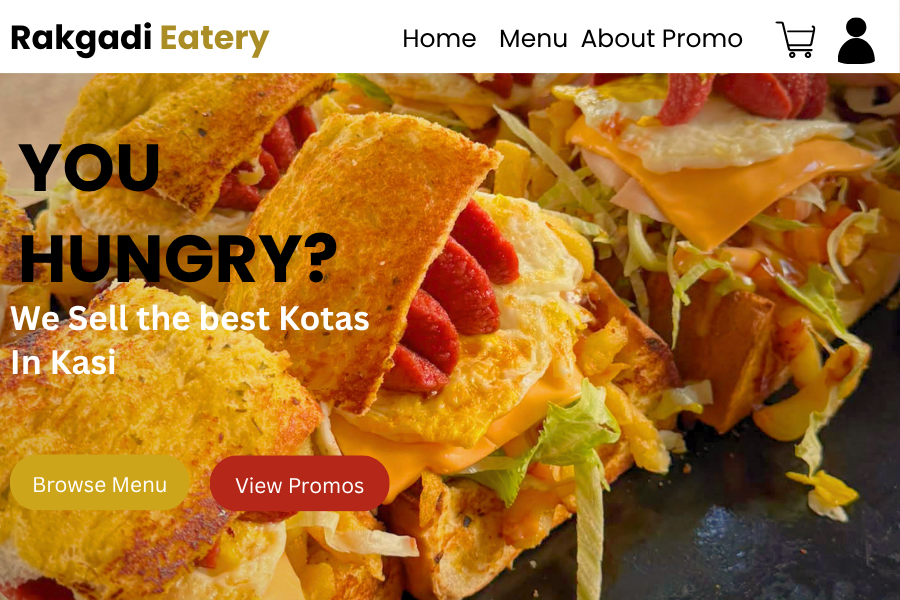 Rakgadi Eatery
Home Menu About Promo
YOU
HUNGRY?
We Sell the best Kotas
In Kasi
Browse Menu
View Promos